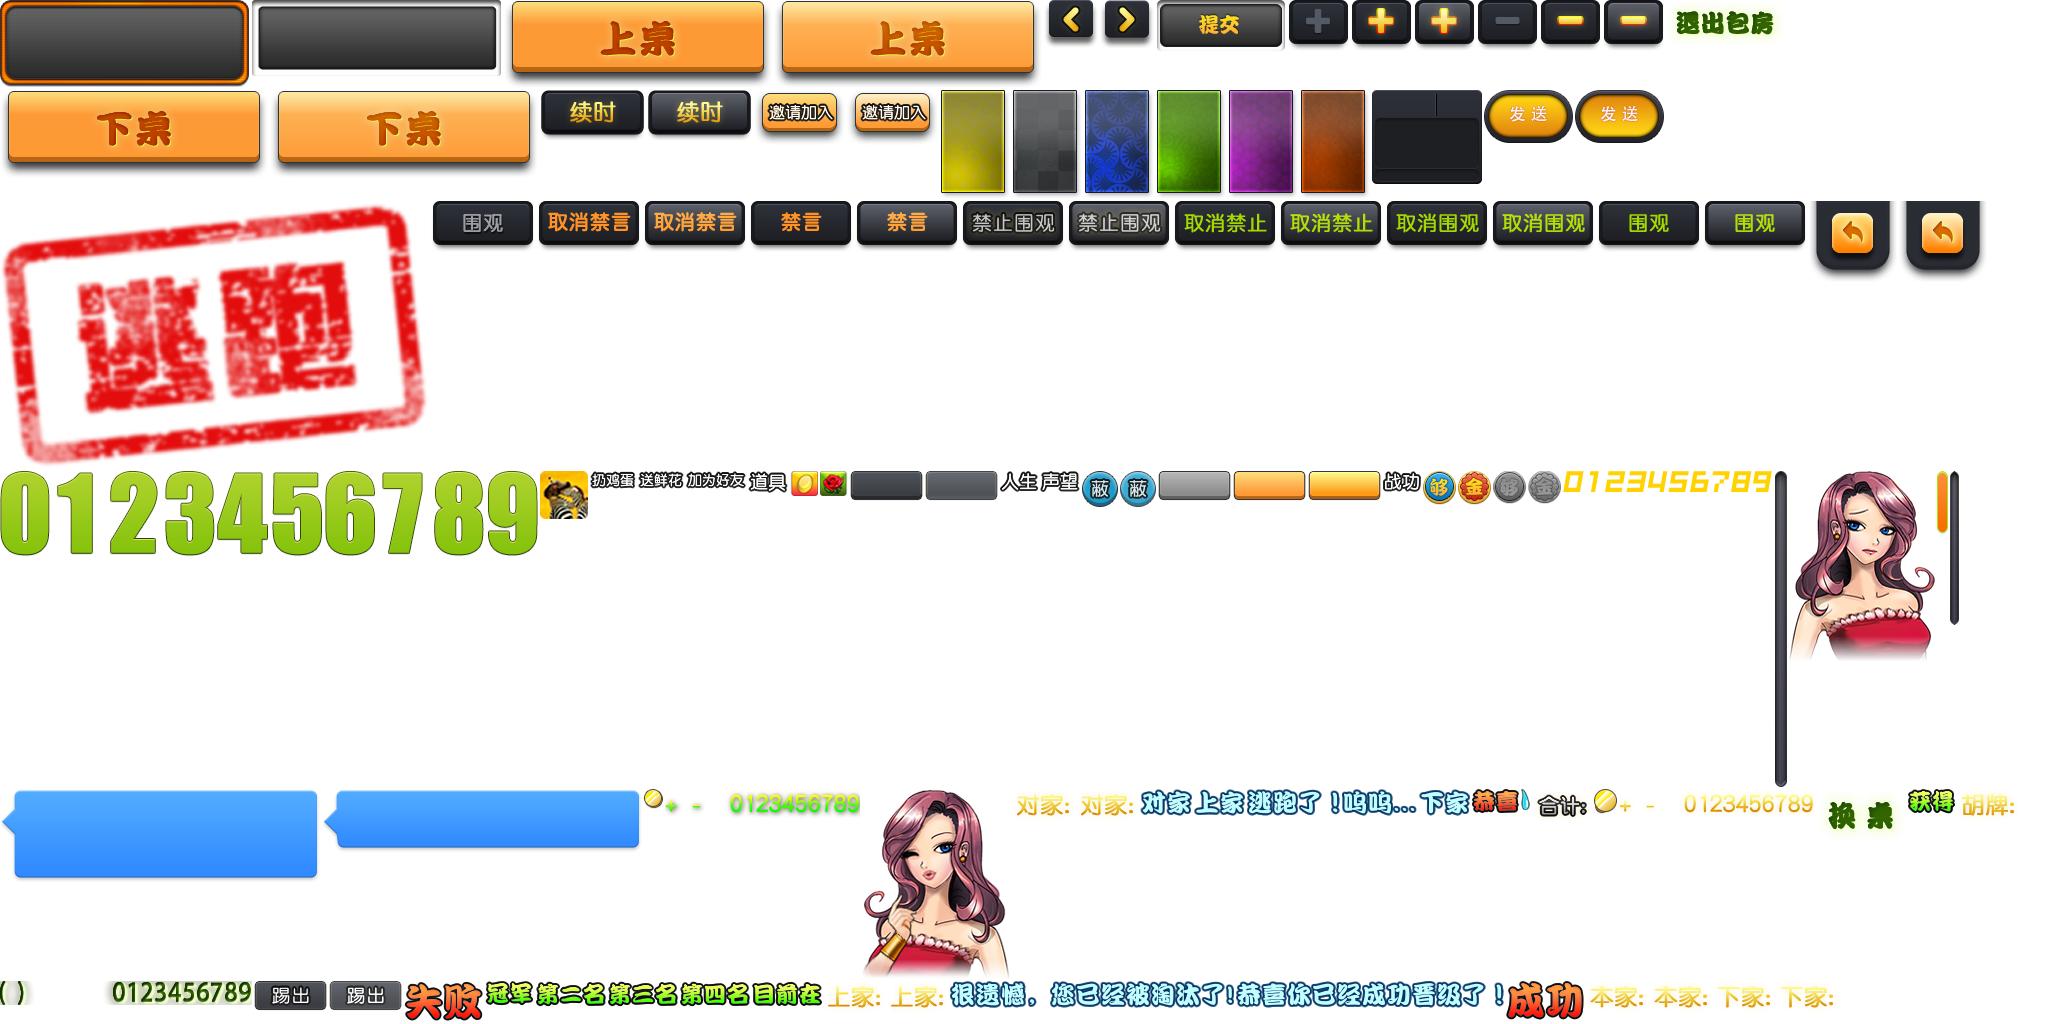 上桌 上桌 提交 退出包房
下桌 下桌 续时 续时 邀请加入 邀请加入 发送 发送
围观 取消禁言 取消禁言 禁言 禁言 禁止围观 禁止围观 取消禁止 取消禁止 取消围观 取消围观 围观 围观
逃跑
0123456789 扔鸡蛋 送鲜花 加为好友 道具 人生 声望 蔽 蔽 战功 够 金 够 金 0123456789
+ - 0123456789 对家: 对家: 对家上家逃跑了!呜呜...下家恭喜 合计: + - 0123456789 换桌 获得 胡牌:
( ) 0123456789 踢出 踢出 失败 冠军第二名第三名第四名目前在 上家: 上家: 很遗憾，您已经被淘汰了!恭喜你已经成功晋级了! 成功 本家: 本家: 下家: 下家: